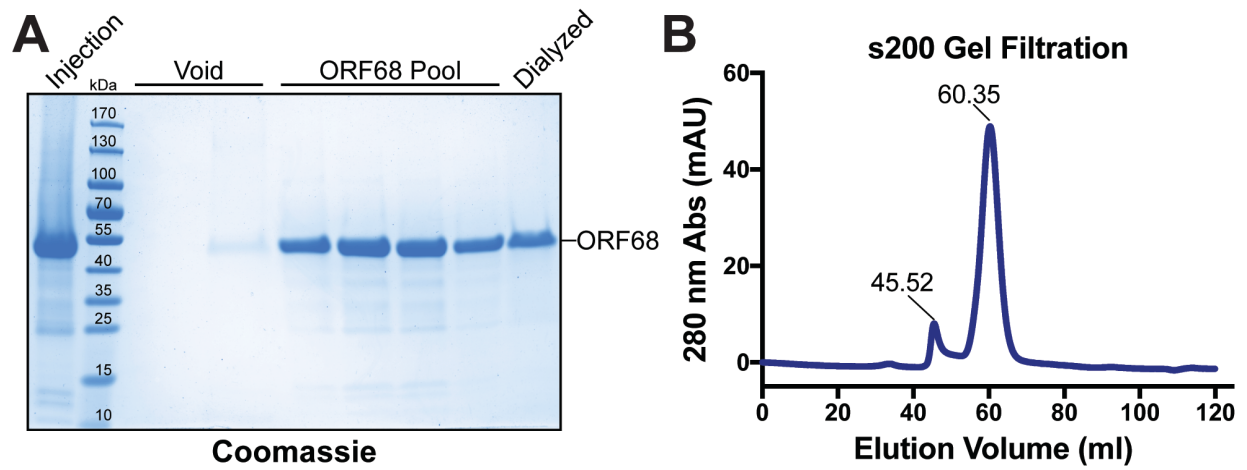 A
Injection
kDa
Void
ORF68 Pool
Dialyzed
170
130
100
70
55
40
35
25
15
10
ORF68
Coomassie
B
s200 Gel Filtration
60.35
45.52
280 nm Abs (mAU)
60
40
20
0
0 20 40 60 80 100 120
Elution Volume (ml)